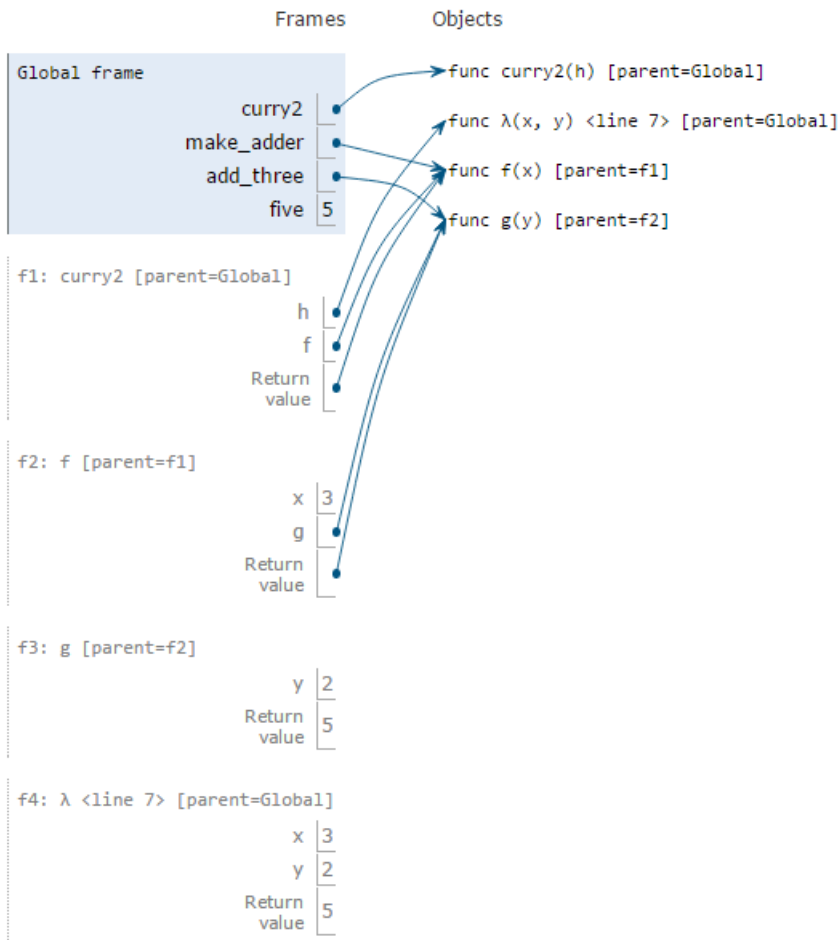 Frames Objects
Global frame
curry2
make_adder
add_three
five 5
func curry2(h) [parent=Global]
func λ(x, y) <line 7> [parent=Global]
func f(x) [parent=f1]
func g(y) [parent=f2]
f1: curry2 [parent=Global]
h
f
Return
value
f2: f [parent=f1]
x 3
g
Return
value
f3: g [parent=f2]
y 2
Return
value 5
f4: λ <line 7> [parent=Global]
x 3
y 2
Return
value 5